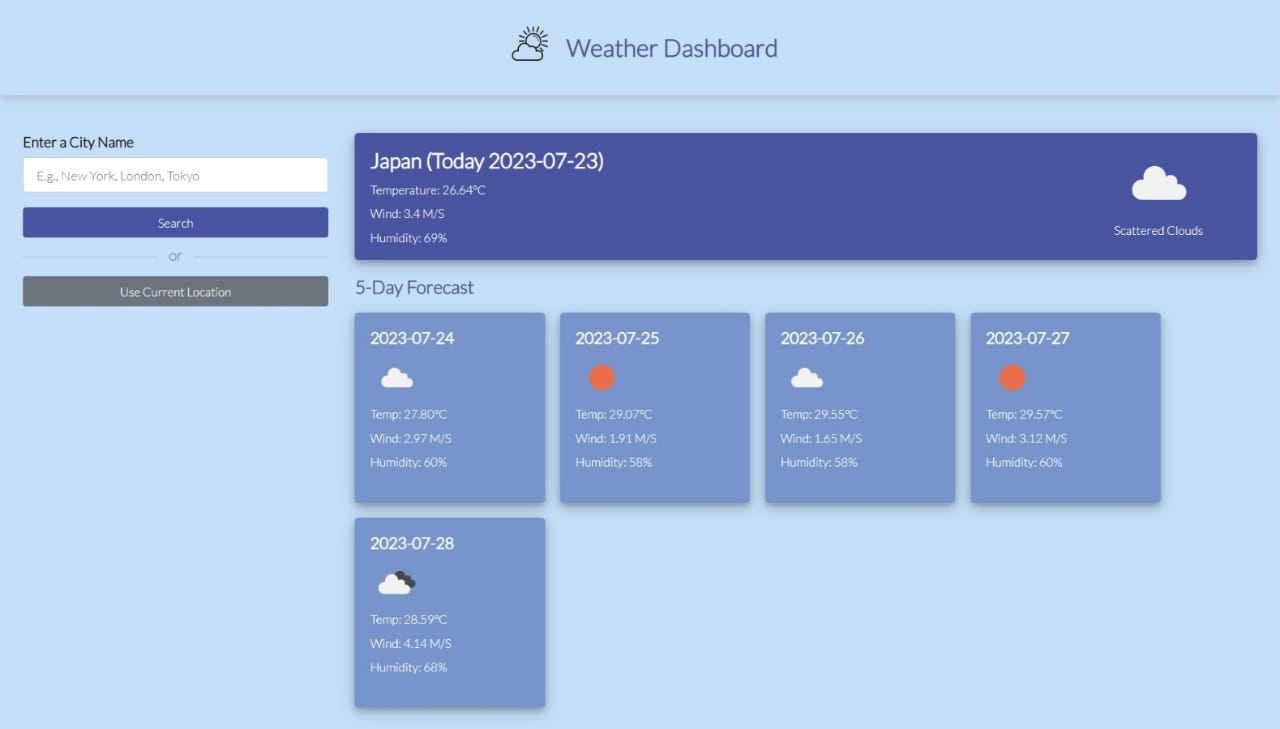 Weather Dashboard
Enter a City Name
E.g., New York, London, Tokyo
Search
or
Use Current Location
Japan (Today 2023-07-23)
Temperature: 26.64°C
Wind: 3.4 M/S
Humidity: 69%
Scattered Clouds
5-Day Forecast
2023-07-24
Temp: 27.80°C
Wind: 2.97 M/S
Humidity: 60%
2023-07-25
Temp: 29.07°C
Wind: 1.91 M/S
Humidity: 58%
2023-07-26
Temp: 29.55°C
Wind: 1.65 M/S
Humidity: 58%
2023-07-27
Temp: 29.57°C
Wind: 3.12 M/S
Humidity: 60%
2023-07-28
Temp: 28.59°C
Wind: 4.14 M/S
Humidity: 68%